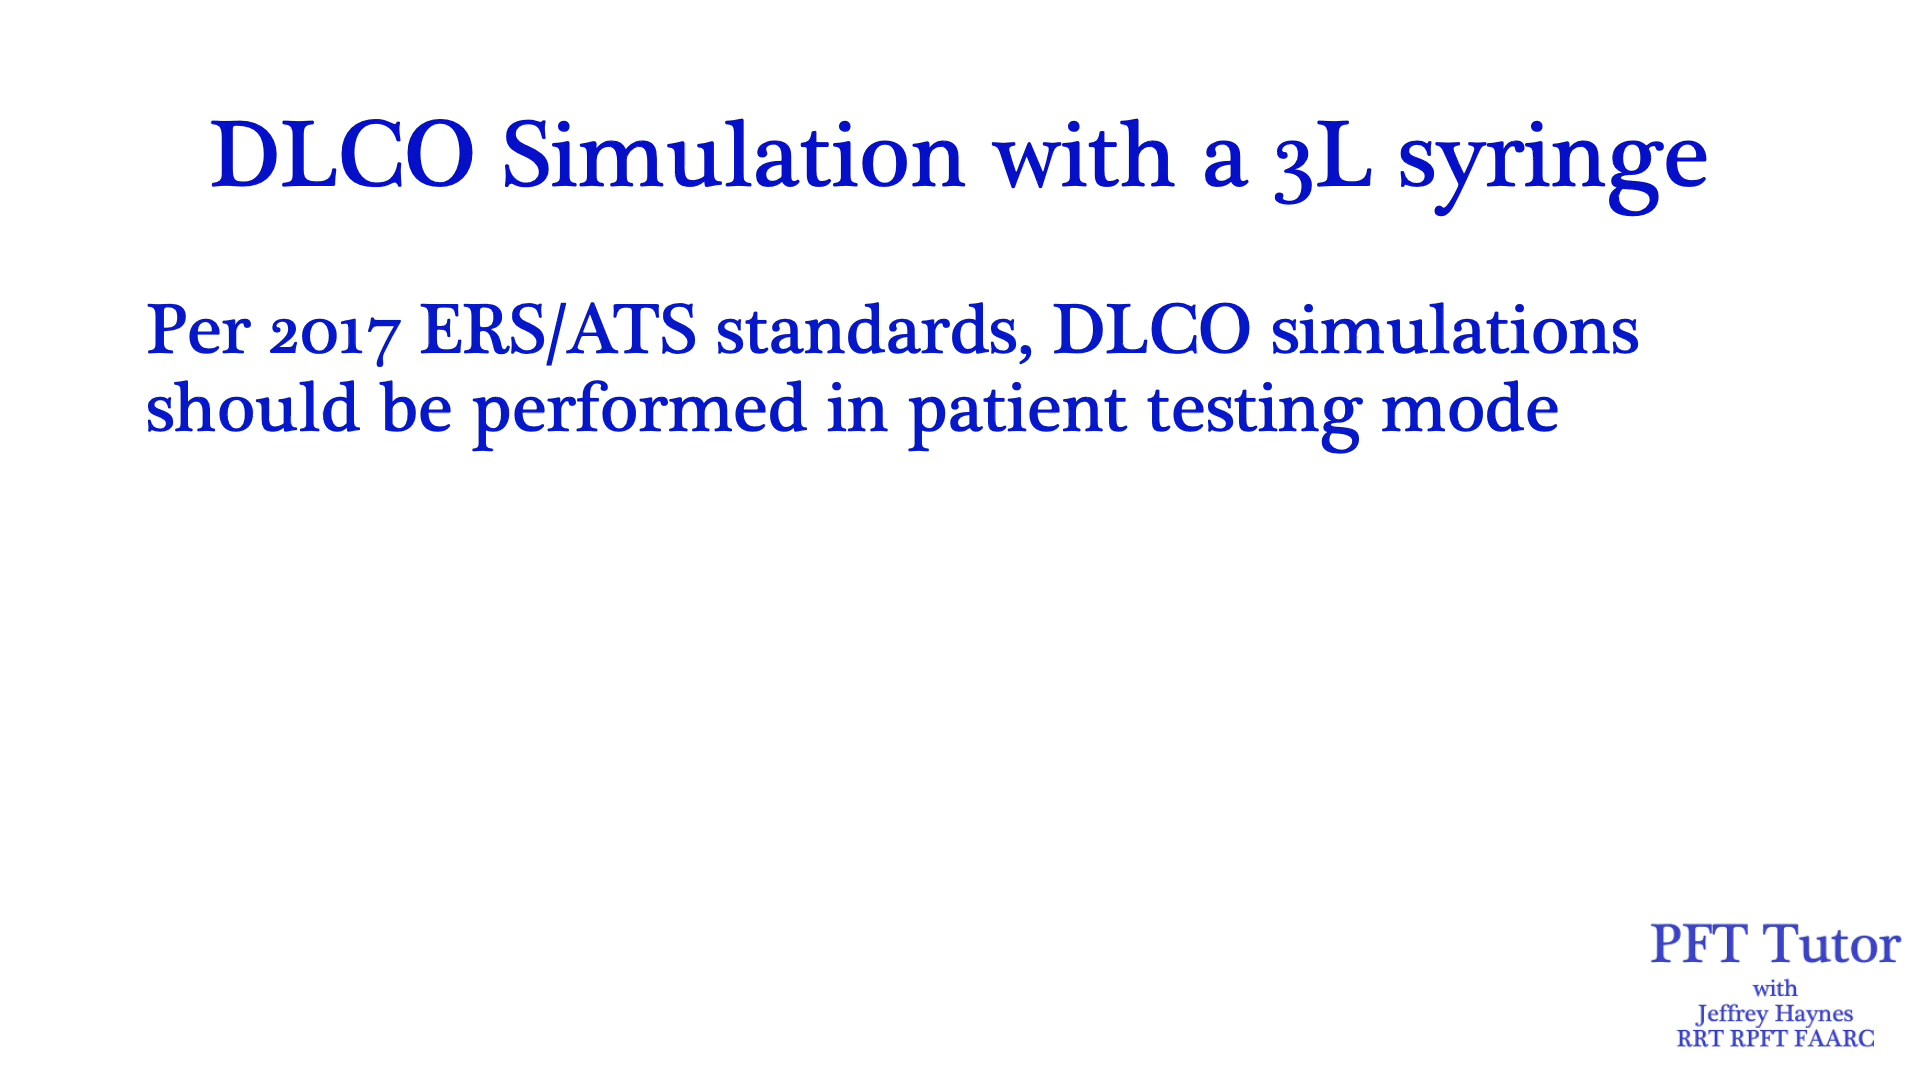 DLCO Simulation with a 3L syringe
Per 2017 ERS/ATS standards, DLCO simulations
should be performed in patient testing mode
PFT Tutor
with
Jeffrey Haynes
RRT RPFT FAARC